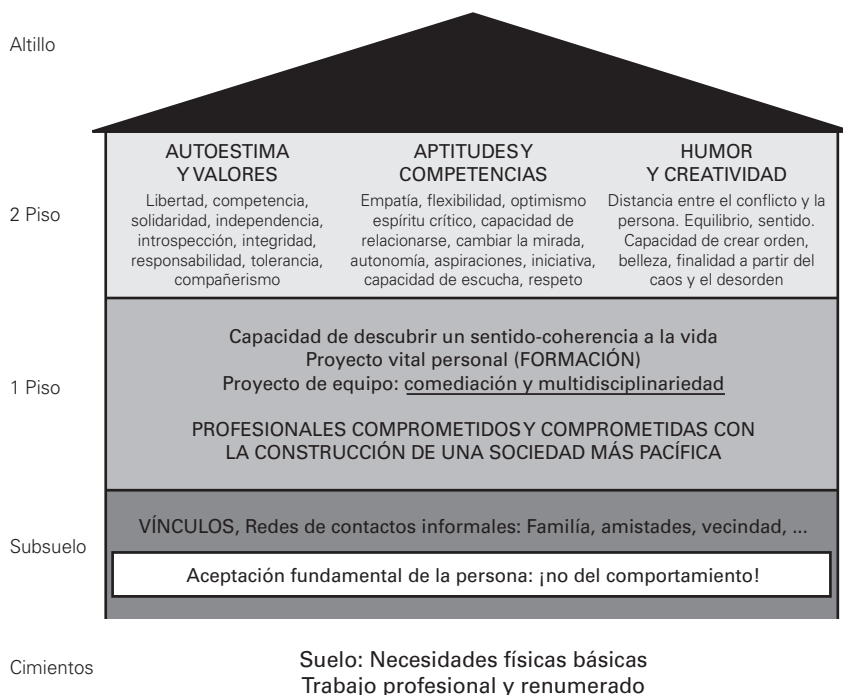 Altillo
2 Piso
AUTOESTIMA
Y VALORES
Libertad, competencia,
solidaridad, independencia,
introspección, integridad,
responsabilidad, tolerancia,
compañerismo
APTITUDES Y
COMPETENCIAS
Empatía, flexibilidad, optimismo
espíritu crítico, capacidad de
relacionarse, cambiar la mirada,
autonomía, aspiraciones, iniciativa,
capacidad de escucha, respeto
HUMOR
Y CREATIVIDAD
Distancia entre el conflicto y la
persona. Equilibrio, sentido.
Capacidad de crear orden,
belleza, finalidad a partir del
caos y el desorden
1 Piso
Capacidad de descubrir un sentido-coherencia a la vida
Proyecto vital personal (FORMACIÓN)
Proyecto de equipo: comediación y multidisciplinariedad
PROFESIONALES COMPROMETIDOS Y COMPROMETIDAS CON
LA CONSTRUCCIÓN DE UNA SOCIEDAD MÁS PACÍFICA
Subsuelo
VÍNCULOS, Redes de contactos informales: Família, amistades, vecindad, ...
Aceptación fundamental de la persona: ¡no del comportamiento!
Cimientos
Suelo: Necesidades físicas básicas
Trabajo profesional y renumerado